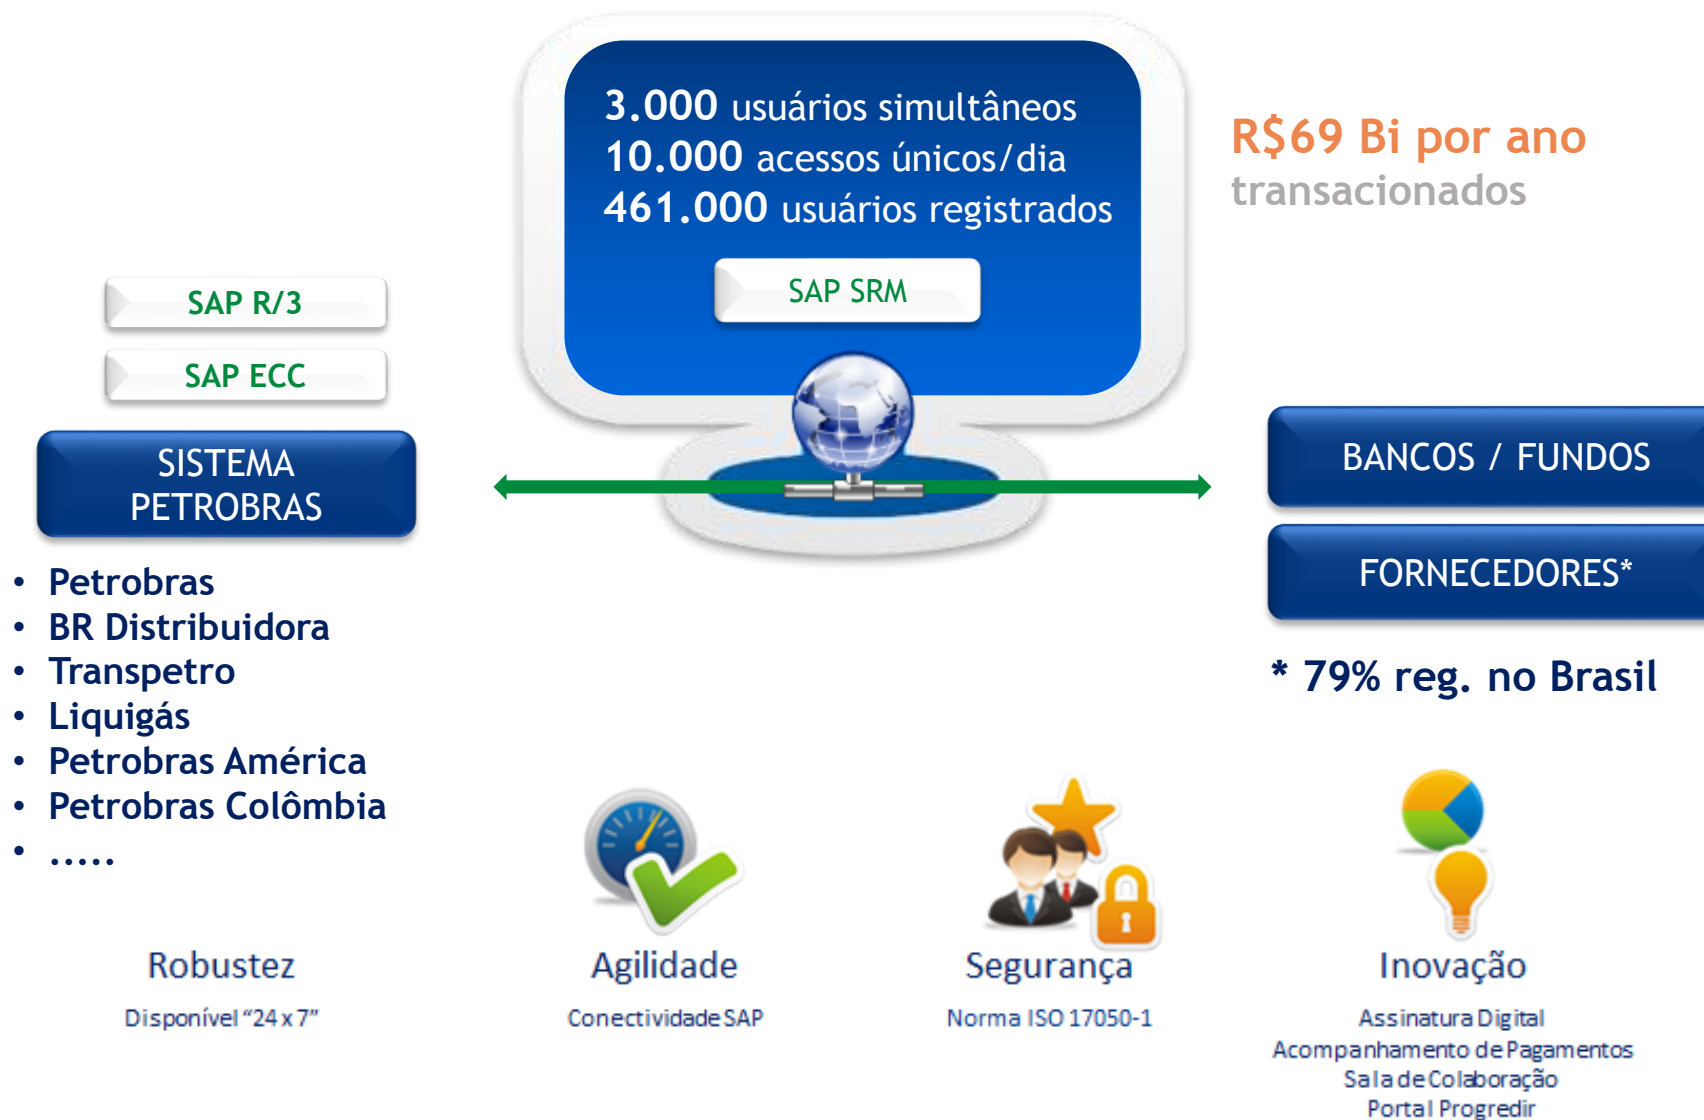 3.000 usuários simultâneos
10.000 acessos únicos/dia
461.000 usuários registrados
SAP SRM
R$69 Bi por ano
transacionados
SAP R/3
SAP ECC
SISTEMA
PETROBRAS
• Petrobras
• BR Distribuidora
• Transpetro
• Liquigás
• Petrobras América
• Petrobras Colômbia
• .....
BANCOS / FUNDOS
FORNECEDORES*
* 79% reg. no Brasil
Robustez
Disponível “24 x 7”
Agilidade
Conectividade SAP
Segurança
Norma ISO 17050-1
Inovação
Assinatura Digital
Acompanhamento de Pagamentos
Sala de Colaboração
Portal Progredir